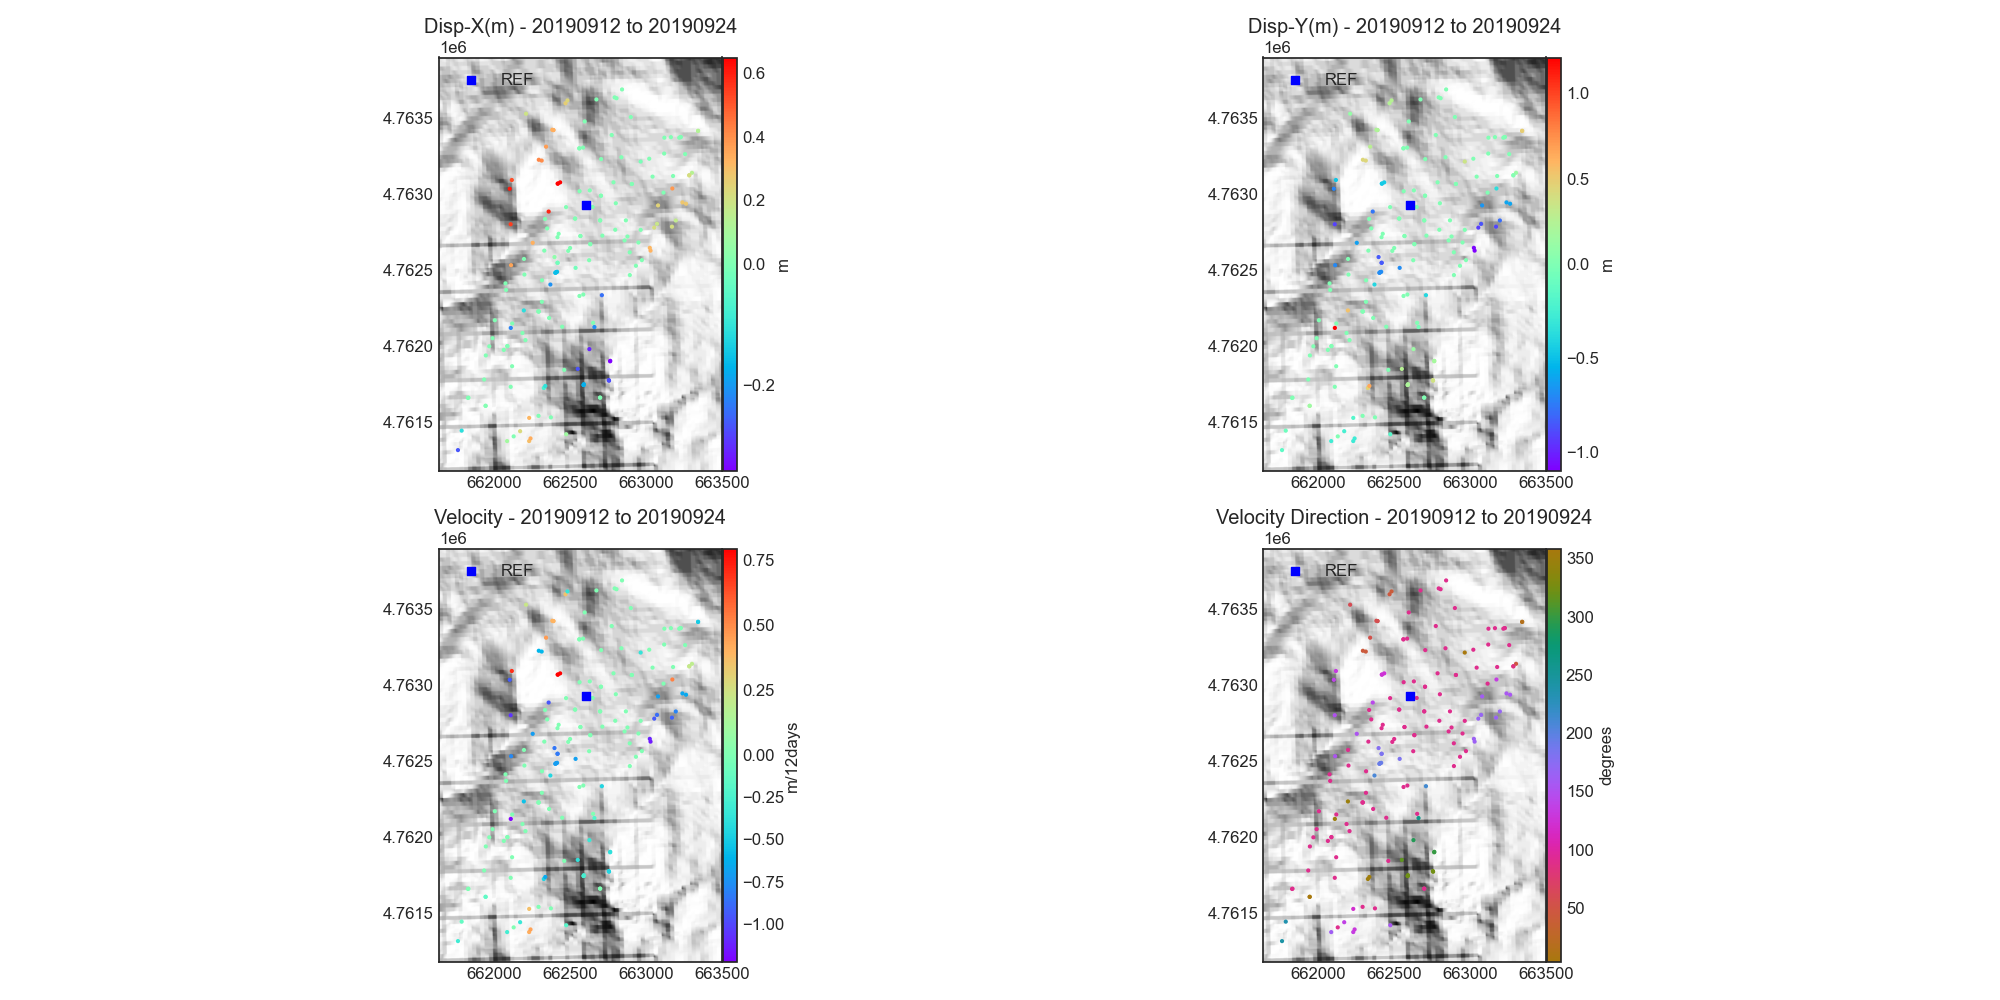 Disp-X(m) - 20190912 to 20190924
1e6
REF
4.7635
4.7630
4.7625
4.7620
4.7615
662000 662500 663000 663500
0.6
0.4
0.2
0.0
−0.2
m
Disp-Y(m) - 20190912 to 20190924
1e6
REF
4.7635
4.7630
4.7625
4.7620
4.7615
662000 662500 663000 663500
1.0
0.5
0.0
−0.5
−1.0
m
Velocity - 20190912 to 20190924
1e6
REF
4.7635
4.7630
4.7625
4.7620
4.7615
662000 662500 663000 663500
0.75
0.50
0.25
0.00
−0.25
−0.50
−0.75
−1.00
m/12days
Velocity Direction - 20190912 to 20190924
1e6
REF
4.7635
4.7630
4.7625
4.7620
4.7615
662000 662500 663000 663500
350
300
250
200
150
100
50
degrees